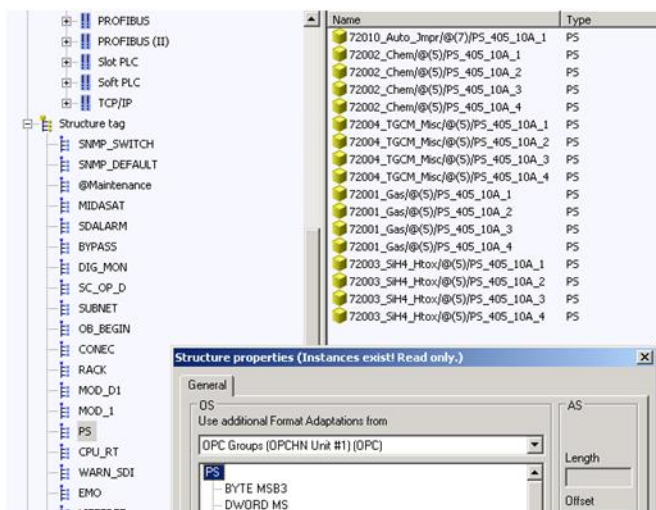 PROFIBUS
PROFIBUS (II)
Slot PLC
Soft PLC
TCP/IP
Structure tag
SNMP_SWITCH
SNMP_DEFAULT
@Maintenance
MIDASAT
SDALARM
BYPASS
DIG_MON
SC_OP_D
SUBNET
OB_BEGIN
CONEC
RACK
MOD_D1
MOD_1
PS
CPU_RT
WARN_SDI
EMO
Name Type
72010_Auto_Jmpr/@(7)/PS_405_10A_1 PS
72002_Chem/@(5)/PS_405_10A_1 PS
72002_Chem/@(5)/PS_405_10A_2 PS
72002_Chem/@(5)/PS_405_10A_3 PS
72002_Chem/@(5)/PS_405_10A_4 PS
72004_TGCM_Misc/@(5)/PS_405_10A_1 PS
72004_TGCM_Misc/@(5)/PS_405_10A_2 PS
72004_TGCM_Misc/@(5)/PS_405_10A_3 PS
72004_TGCM_Misc/@(5)/PS_405_10A_4 PS
72001_Gas/@(5)/PS_405_10A_1 PS
72001_Gas/@(5)/PS_405_10A_2 PS
72001_Gas/@(5)/PS_405_10A_3 PS
72001_Gas/@(5)/PS_405_10A_4 PS
72003_SiH4_Htox/@(5)/PS_405_10A_1 PS
72003_SiH4_Htox/@(5)/PS_405_10A_2 PS
72003_SiH4_Htox/@(5)/PS_405_10A_3 PS
72003_SiH4_Htox/@(5)/PS_405_10A_4 PS
Structure properties (Instances exist! Read only.)
General
OS
Use additional Format Adaptations from
OPC Groups (OPCHN Unit #1) (OPC)
PS
BYTE MSB3
DWORD MS
AS
Length
Offset